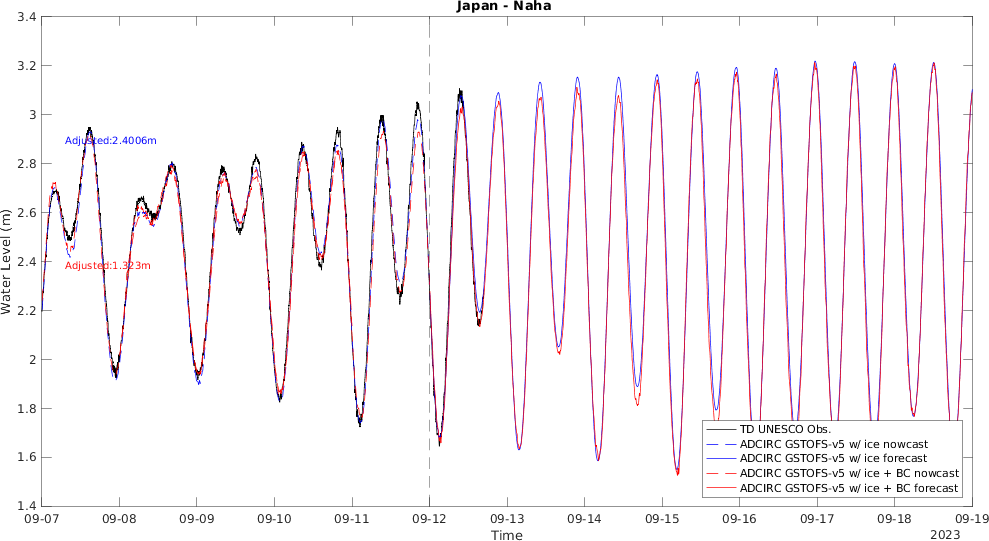 Japan - Naha
3.4
3.2
3
2.8
2.6
2.4
2.2
2
1.8
1.6
1.4
Water Level (m)
Adjusted:2.4006m
Adjusted:1.323m
TD UNESCO Obs.
ADCIRC GSTOFS-v5 w/ ice nowcast
ADCIRC GSTOFS-v5 w/ ice forecast
ADCIRC GSTOFS-v5 w/ ice + BC nowcast
ADCIRC GSTOFS-v5 w/ ice + BC forecast
09-07 09-08 09-09 09-10 09-11 09-12 09-13 09-14 09-15 09-16 09-17 09-18 09-19
Time
2023